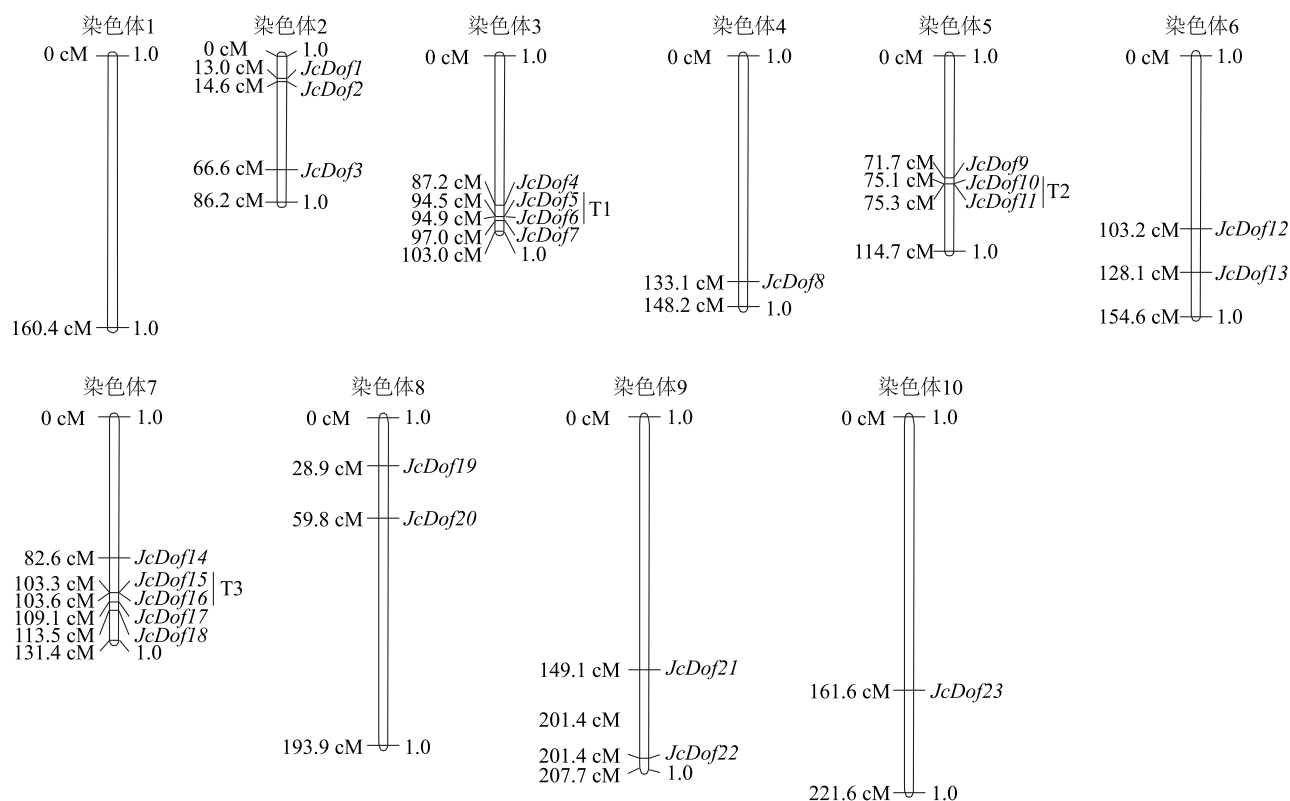 染色体1
0 cM 1.0
160.4 cM 1.0
染色体2
0 cM 1.0
13.0 cM JcDof1
14.6 cM JcDof2
66.6 cM JcDof3
86.2 cM 1.0
染色体3
0 cM 1.0
87.2 cM JcDof4
94.5 cM JcDof5
94.9 cM JcDof6
T1
97.0 cM JcDof7
103.0 cM 1.0
染色体4
0 cM 1.0
133.1 cM JcDof8
148.2 cM 1.0
染色体5
0 cM 1.0
71.7 cM JcDof9
75.1 cM JcDof10
75.3 cM JcDof11
T2
114.7 cM 1.0
染色体6
0 cM 1.0
103.2 cM JcDof12
128.1 cM JcDof13
154.6 cM 1.0
染色体7
0 cM 1.0
82.6 cM JcDof14
103.3 cM JcDof15
103.6 cM JcDof16
T3
109.1 cM JcDof17
113.5 cM JcDof18
131.4 cM 1.0
染色体8
0 cM 1.0
28.9 cM JcDof19
59.8 cM JcDof20
193.9 cM 1.0
染色体9
0 cM 1.0
149.1 cM JcDof21
201.4 cM
201.4 cM JcDof22
207.7 cM 1.0
染色体10
0 cM 1.0
161.6 cM JcDof23
221.6 cM 1.0